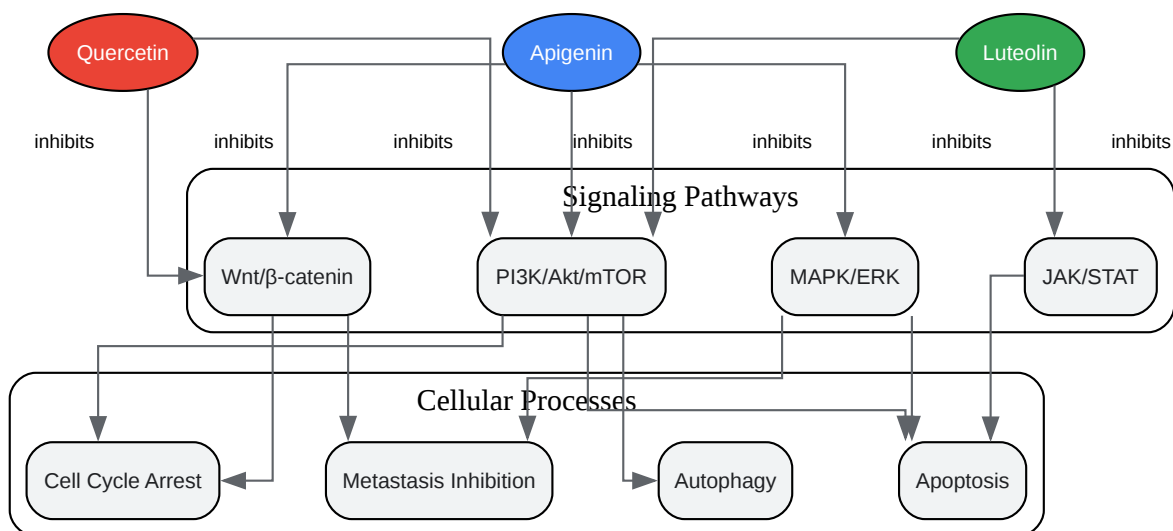 Quercetin
Apigenin
Luteolin
inhibits
inhibits
inhibits
inhibits
inhibits
inhibits
inhibits
Signaling Pathways
Wnt/β-catenin
PI3K/Akt/mTOR
MAPK/ERK
JAK/STAT
Cellular Processes
Cell Cycle Arrest
Metastasis Inhibition
Autophagy
Apoptosis